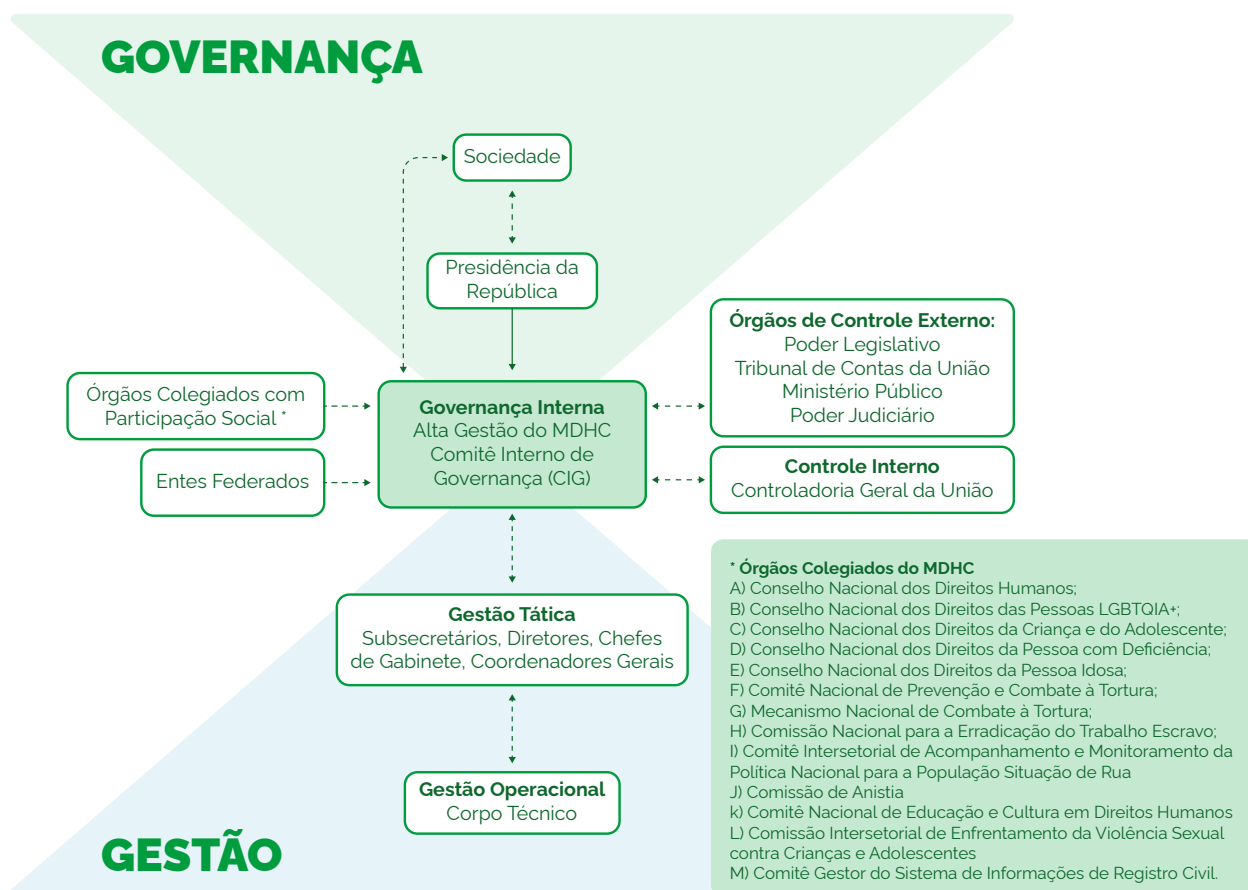 GOVERNANÇA
Sociedade
Presidência da
República
Órgãos de Controle Externo:
Poder Legislativo
Tribunal de Contas da União
Ministério Público
Poder Judiciário
Órgãos Colegiados com
Participação Social *
Governança Interna
Alta Gestão do MDHC
Comitê Interno de
Governança (CIG)
Entes Federados
Controle Interno
Controladoria Geral da União
Gestão Tática
Subsecretários, Diretores, Chefes
de Gabinete, Coordenadores Gerais
Gestão Operacional
Corpo Técnico
GESTÃO
* Órgãos Colegiados do MDHC
A) Conselho Nacional dos Direitos Humanos;
B) Conselho Nacional dos Direitos das Pessoas LGBTQIA+;
C) Conselho Nacional dos Direitos da Criança e do Adolescente;
D) Conselho Nacional dos Direitos da Pessoa com Deficiência;
E) Conselho Nacional dos Direitos da Pessoa Idosa;
F) Comitê Nacional de Prevenção e Combate à Tortura;
G) Mecanismo Nacional de Combate à Tortura;
H) Comissão Nacional para a Erradicação do Trabalho Escravo;
I) Comitê Intersetorial de Acompanhamento e Monitoramento da
Política Nacional para a População Situação de Rua
J) Comissão de Anistia
k) Comitê Nacional de Educação e Cultura em Direitos Humanos
L) Comissão Intersetorial de Enfrentamento da Violência Sexual
contra Crianças e Adolescentes
M) Comitê Gestor do Sistema de Informações de Registro Civil.